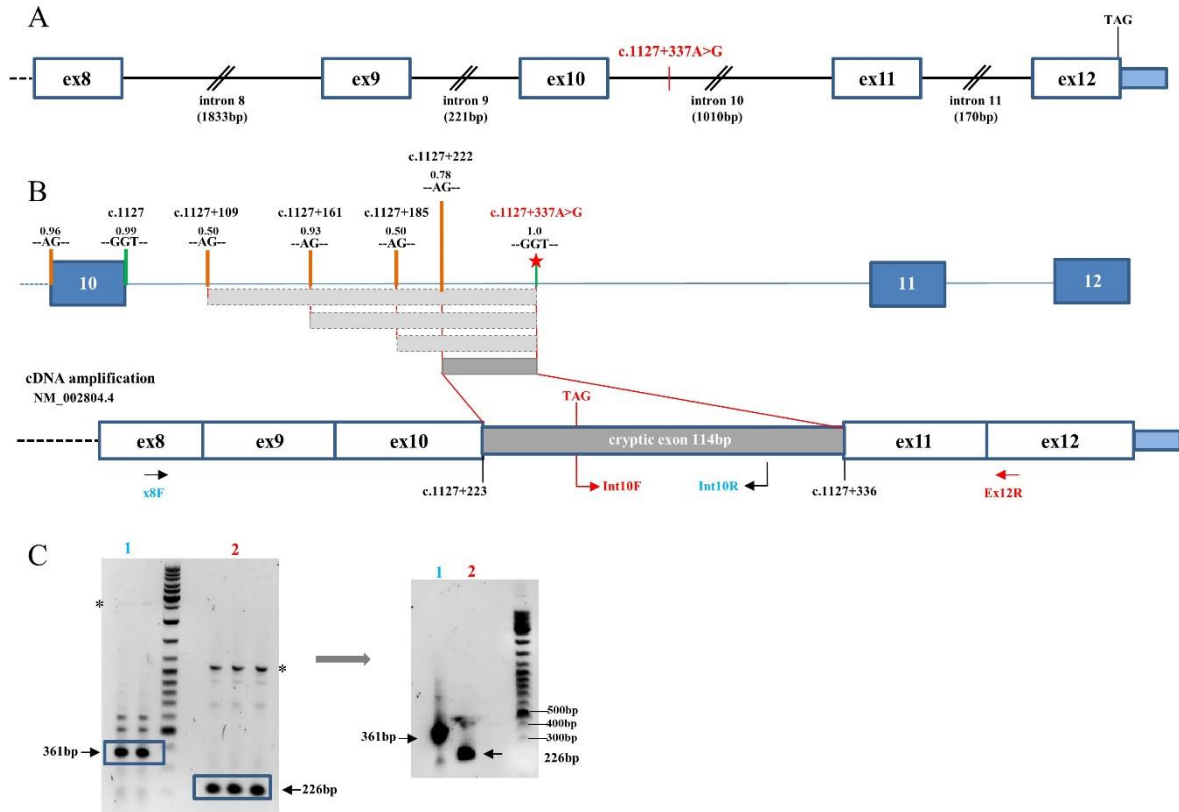 A
TAG
c.1127+337A>G
ex8
ex9
ex10
ex11
ex12
intron 8
(1833bp)
intron 9
(221bp)
intron 10
(1010bp)
intron 11
(170bp)
B
c.1127+222
0.78
--AG--
c.1127
c.1127+109
c.1127+161
c.1127+185
c.1127+337A>G
0.96
0.99
0.50
0.93
0.50
1.0
--AG--
--GGT--
--AG--
--AG--
--AG--
--GGT--
10
11
12
cDNA amplification
NM_002804.4
TAG
ex8
ex9
ex10
cryptic exon 114bp
ex11
ex12
x8F
c.1127+223
Int10F
Int10R
c.1127+336
Ex12R
C
1
2
*
*
361bp
226bp
1
2
500bp
400bp
300bp
361bp
226bp